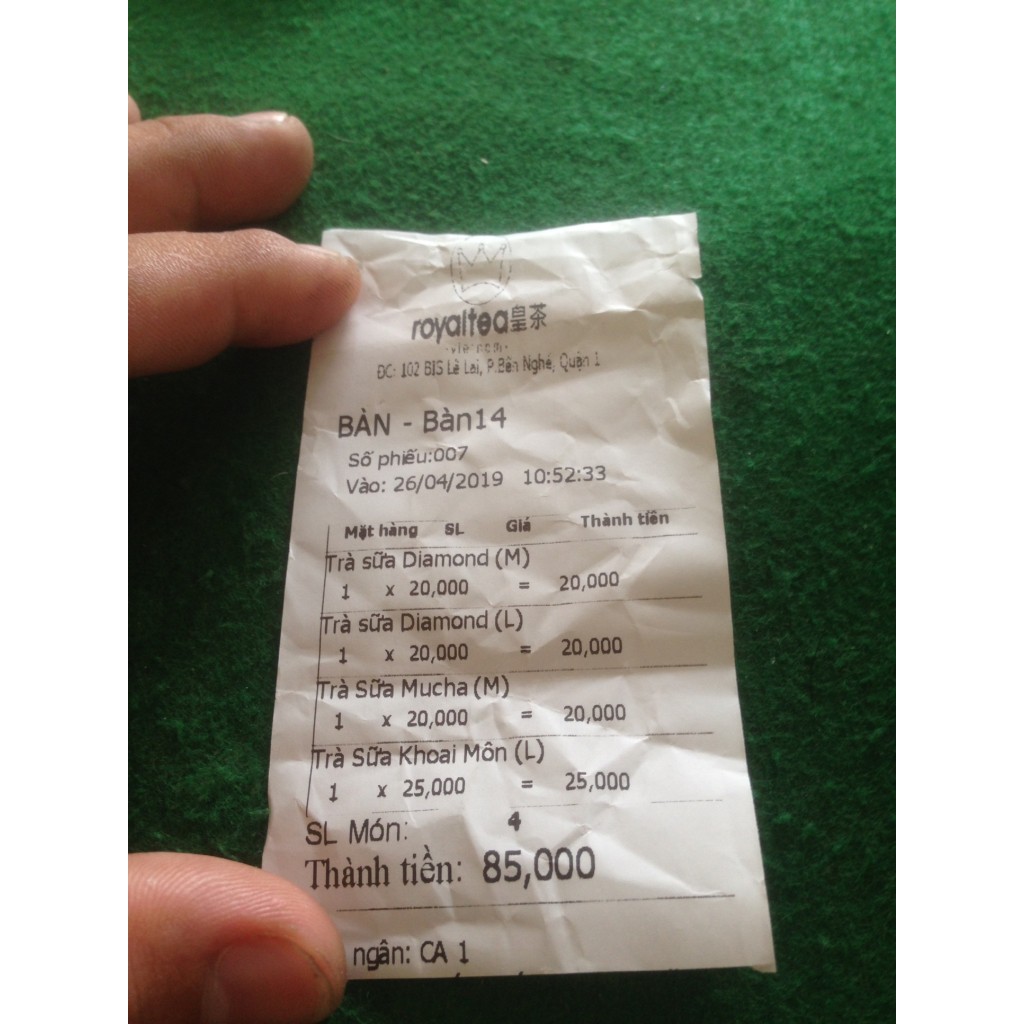 royaltea皇茶
vietnam
ĐC: 102 BIS Lê Lai, P.Bến Nghé, Quận 1
BÀN - Bàn14
Số phiếu:007
Vào: 26/04/2019 10:52:33
Mặt hàng SL Giá Thành tiền
Trà sữa Diamond (M)
1 x 20,000 = 20,000
Trà sữa Diamond (L)
1 x 20,000 = 20,000
Trà Sữa Mucha (M)
1 x 20,000 = 20,000
Trà Sữa Khoai Môn (L)
1 x 25,000 = 25,000
SL Món: 4
Thành tiền: 85,000
ngân: CA 1